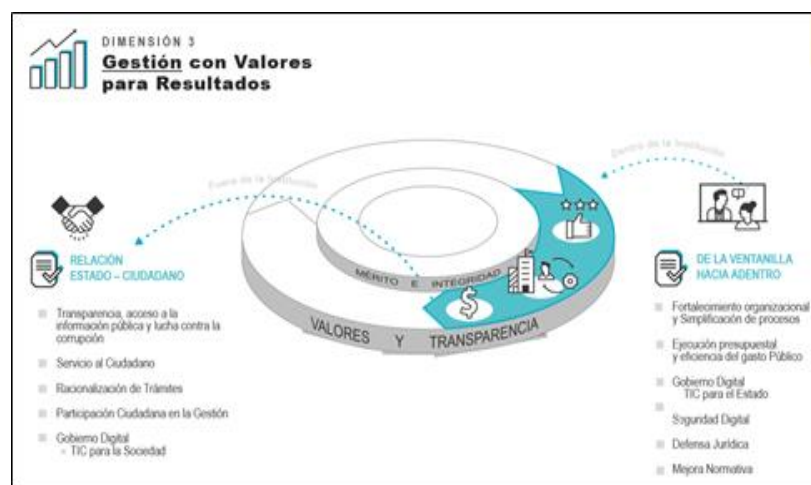 DIMENSIÓN 3
Gestión con Valores
para Resultados
Fuera de la Institución
Dentro de la Institución
RELACIÓN
ESTADO – CIUDADANO
Transparencia, acceso a la
información pública y lucha contra la
corrupción
Servicio al Ciudadano
Racionalización de Trámites
Participación Ciudadana en la Gestión
Gobierno Digital
- TIC para la Sociedad
MÉRITO E INTEGRIDAD
VALORES Y TRANSPARENCIA
$
DE LA VENTANILLA
HACIA ADENTRO
Fortalecimiento organizacional
y Simplificación de procesos
Ejecución presupuestal
y eficiencia del gasto Público
Gobierno Digital
TIC para el Estado
Seguridad Digital
Defensa Jurídica
Mejora Normativa